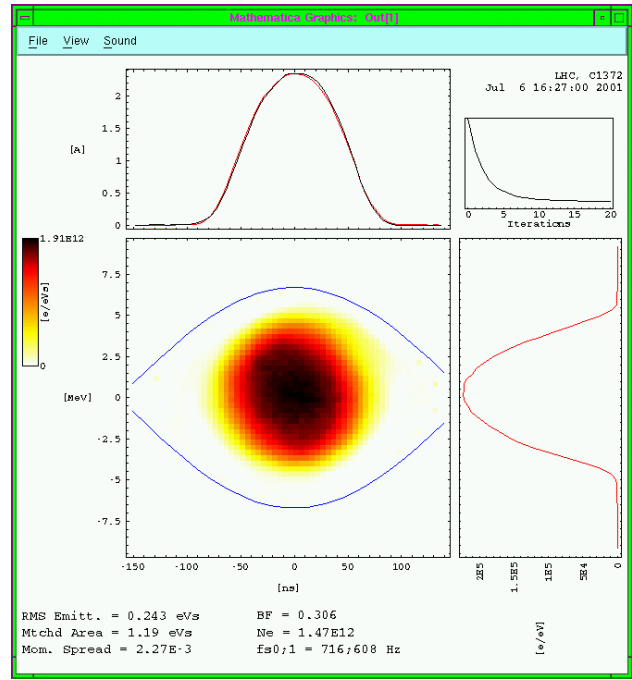 Mathematica Graphics: Out[1]
File View Sound
LHC, C1372
Jul 6 16:27:00 2001
2
1.5
[A]
1
0.5
0
0 5 10 15 20
Iterations
1.91E12
[e/eVs]
0
7.5
5
2.5
[MeV]
0
-2.5
-5
-7.5
-150 -100 -50 0 50 100
[ns]
2E5 1.5E5 1E5 5E4 0
[e/eV]
RMS Emitt. = 0.243 eVs BF = 0.306
Mtchd Area = 1.19 eVs Ne = 1.47E12
Mom. Spread = 2.27E-3 fs0;1 = 716;608 Hz